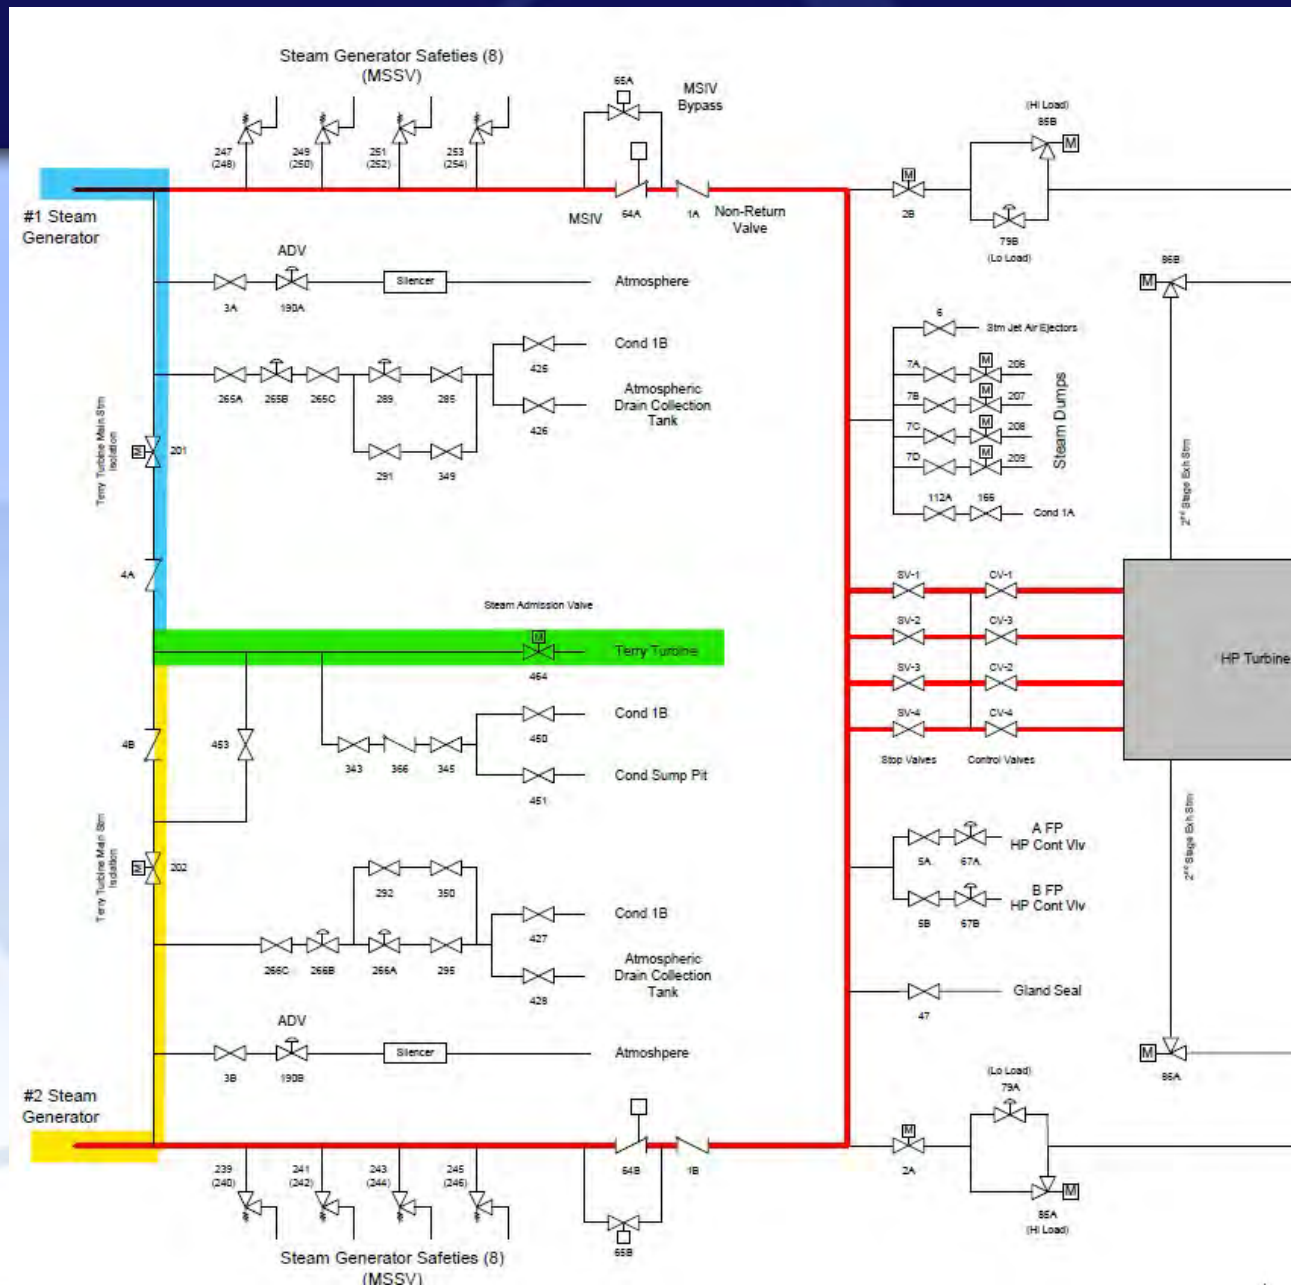 Steam Generator Safeties (8)
(MSSV)
65A
MSIV
Bypass
(Hi Load)
85B
M
247
(248)
249
(250)
251
(252)
253
(254)
#1 Steam
Generator
MSIV
64A
1A
Non-Return
Valve
M
2B
79B
(Lo Load)
ADV
3A
190A
Silencer
Atmosphere
86B
M
6
Stm Jet Air Ejectors
265A
265B
265C
289
285
425
Cond 1B
426
Atmospheric
Drain Collection
Tank
291
349
7A
M
206
7B
M
207
7C
M
208
7D
M
209
Steam Dumps
112A
166
Cond 1A
Terry Turbine Main Stm
Isolation
M
201
2nd Stage Exh Stm
4A
Steam Admission Valve
M
464
Terry Turbine
SV-1
CV-1
SV-2
CV-3
SV-3
CV-2
SV-4
CV-4
Stop Valves
Control Valves
HP Turbine
4B
453
343
366
345
450
Cond 1B
451
Cond Sump Pit
Terry Turbine Main Stm
Isolation
M
202
2nd Stage Exh Stm
5A
67A
A FP
HP Cont Vlv
5B
67B
B FP
HP Cont Vlv
292
350
266C
266B
266A
295
427
Cond 1B
428
Atmospheric
Drain Collection
Tank
47
Gland Seal
ADV
3B
190B
Silencer
Atmoshpere
M
86A
#2 Steam
Generator
64B
1B
M
2A
(Lo Load)
79A
M
85A
(Hi Load)
239
(240)
241
(242)
243
(244)
245
(246)
65B
Steam Generator Safeties (8)
(MSSV)